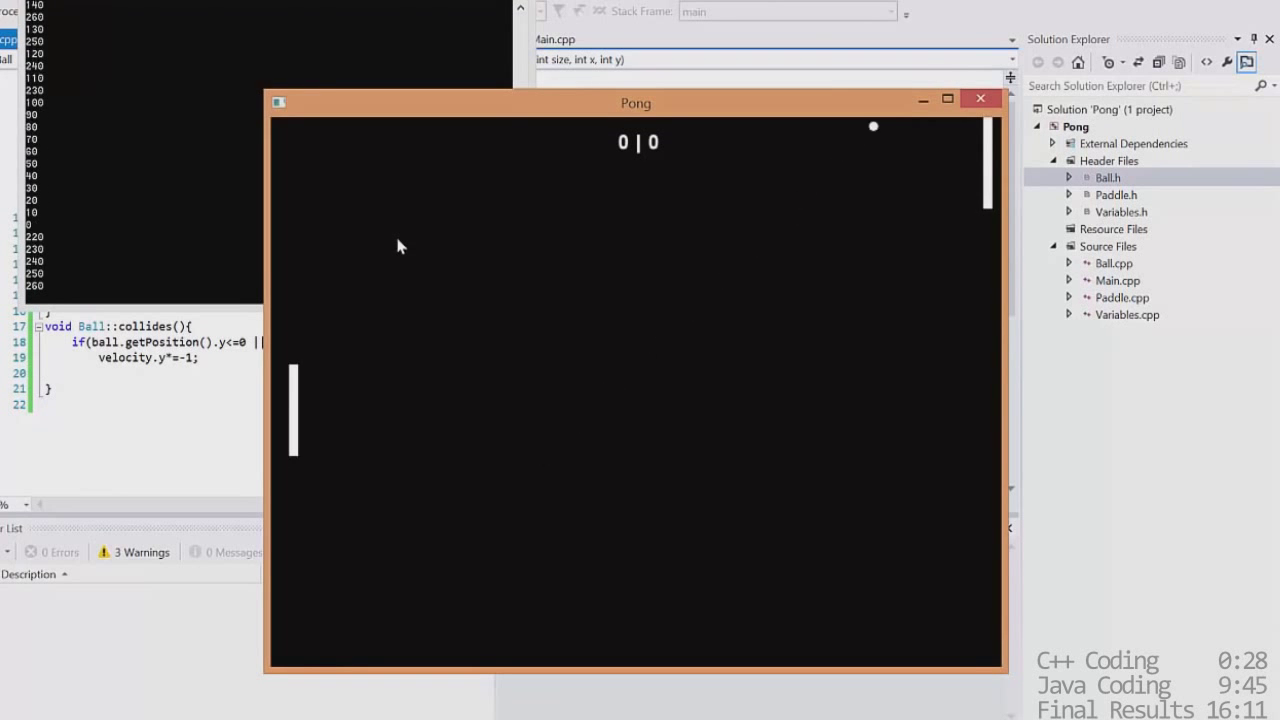 roce
Stack Frame:
main
.cpp
Main.cpp
Ball
int size, int x, int y)
140
260
130
250
120
240
110
230
100
90
80
70
60
50
40
30
20
10
0
220
230
240
250
260
Pong
0 | 0
17 void Ball::collides(){
18 if(ball.getPosition().y<=0 ||
19 velocity.y*=-1;
20
21 }
22
%
r List
0 Errors
3 Warnings
0 Messages
Description
Solution Explorer
Search Solution Explorer (Ctrl+;)
Solution 'Pong' (1 project)
Pong
External Dependencies
Header Files
Ball.h
Paddle.h
Variables.h
Resource Files
Source Files
Ball.cpp
Main.cpp
Paddle.cpp
Variables.cpp
C++ Coding 0:28
Java Coding 9:45
Final Results 16:11